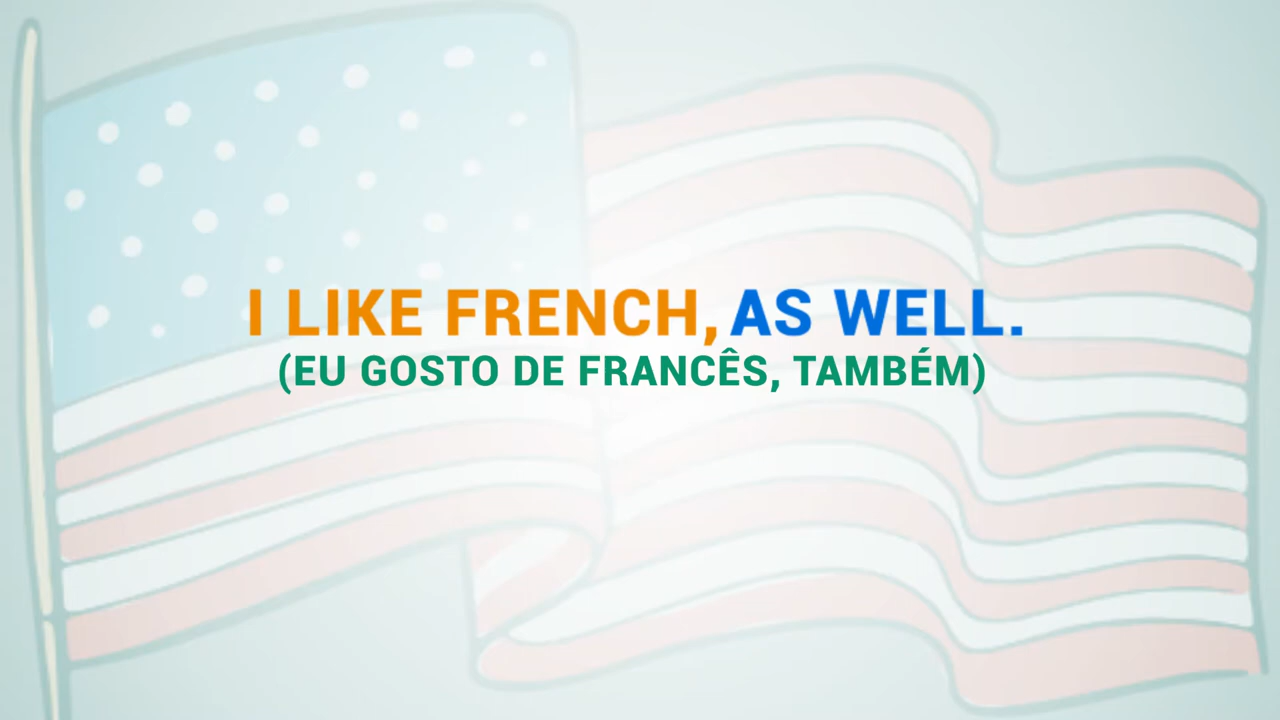 I LIKE FRENCH, AS WELL.
(EU GOSTO DE FRANCÊS, TAMBÉM)